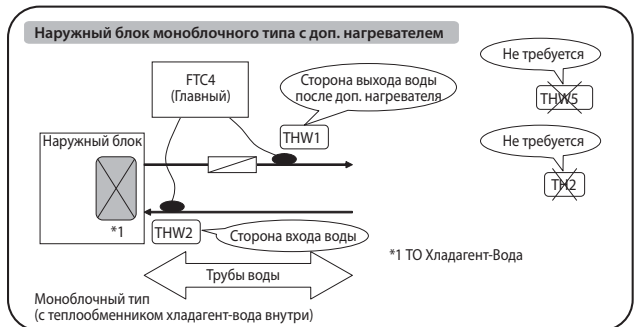 Наружный блок моноблочного типа с доп. нагревателем
FTC4
(Главный)
Сторона выхода воды
после доп. нагревателя
THW1
Не требуется
THW5
Не требуется
TH2
Наружный блок
*1
THW2
Сторона входа воды
*1 ТО Хладагент-Вода
Трубы воды
Моноблочный тип
(с теплообменником хладагент-вода внутри)